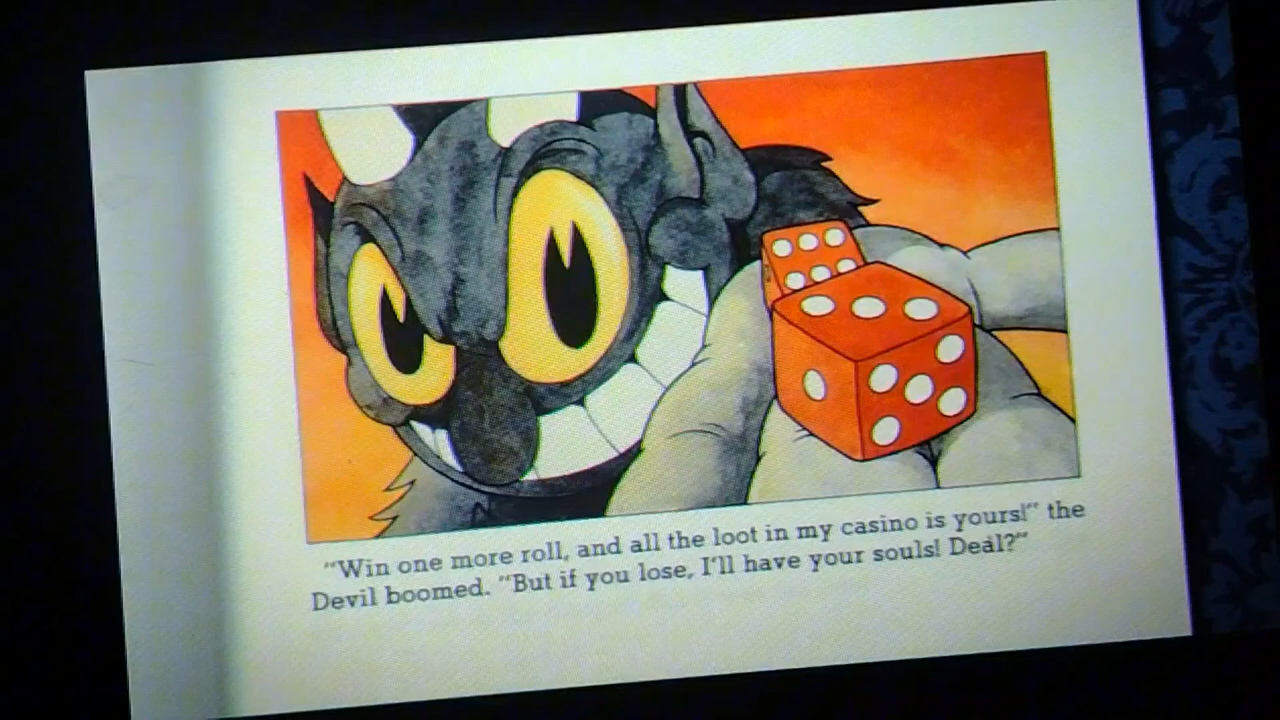 “Win one more roll, and all the loot in my casino is yours!” the
Devil boomed. “But if you lose, I'll have your souls! Deal?”